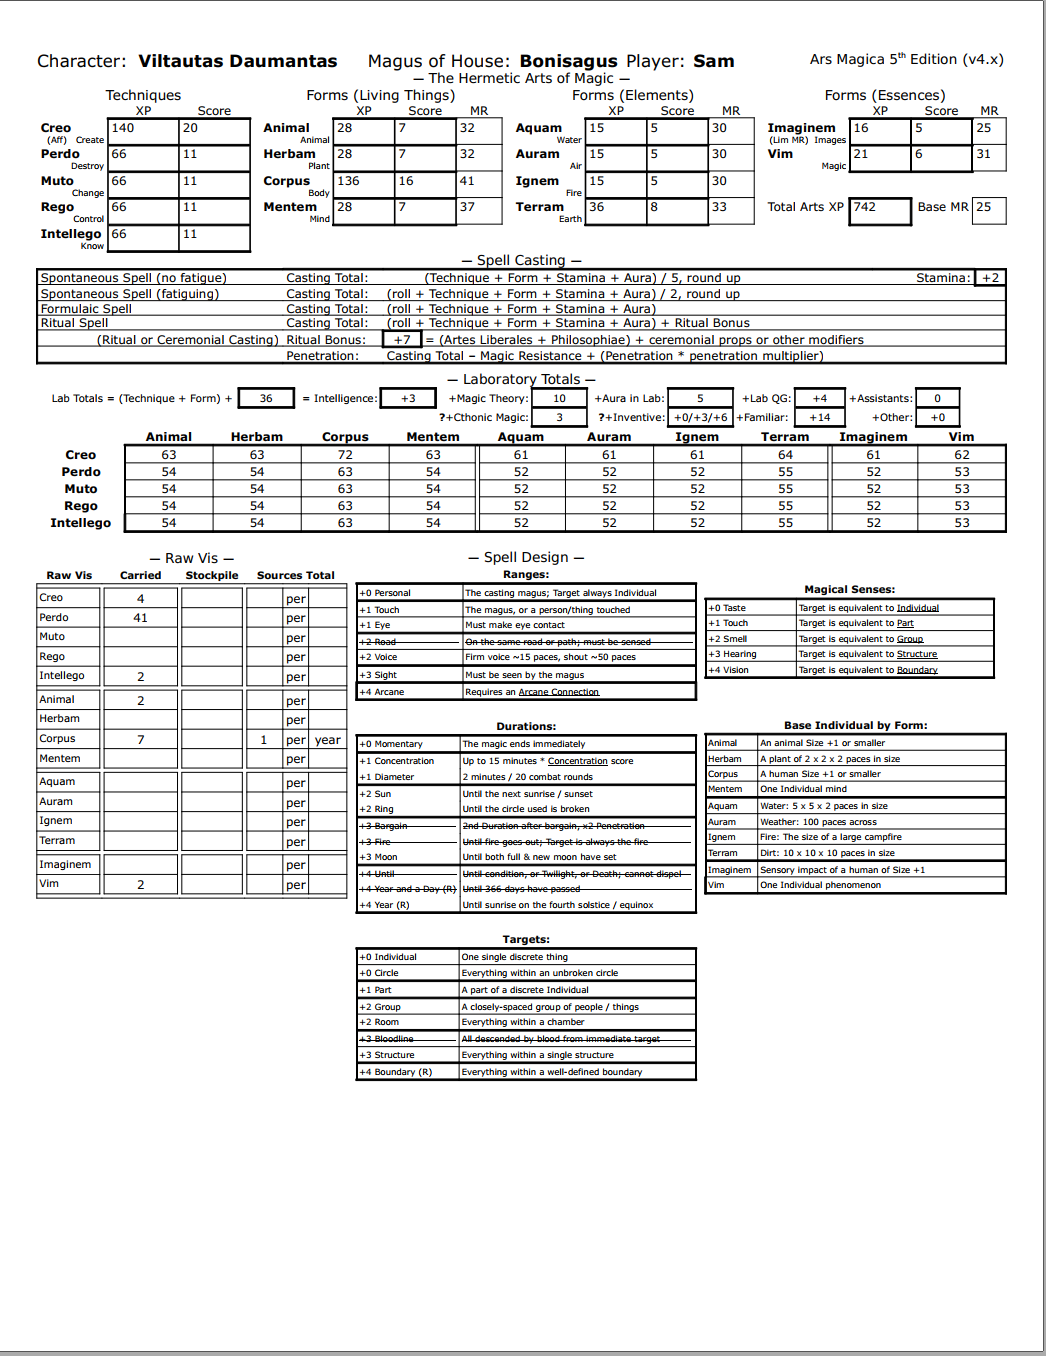 Character: Viltautas Daumantas Magus of House: Bonisagus Player: Sam Ars Magica 5th Edition (v4.x)
— The Hermetic Arts of Magic —
Techniques Forms (Living Things) Forms (Elements) Forms (Essences)
XP Score XP Score MR XP Score MR XP Score MR
Creo 140 20 Animal 28 7 32 Aquam 15 5 30 Imaginem 16 5 25
(Aff) Create Animal Water (Lim MR) Images
Perdo 66 11 Herbam 28 7 32 Auram 15 5 30 Vim 21 6 31
Destroy Plant Air Magic
Muto 66 11 Corpus 136 16 41 Ignem 15 5 30
Change Body Fire
Rego 66 11 Mentem 28 7 37 Terram 36 8 33 Total Arts XP 742 Base MR 25
Control Mind Earth
Intellego 66 11
Know
— Spell Casting —
Spontaneous Spell (no fatigue) Casting Total: (Technique + Form + Stamina + Aura) / 5, round up Stamina: +2
Spontaneous Spell (fatiguing) Casting Total: (roll + Technique + Form + Stamina + Aura) / 2, round up
Formulaic Spell Casting Total: (roll + Technique + Form + Stamina + Aura)
Ritual Spell Casting Total: (roll + Technique + Form + Stamina + Aura) + Ritual Bonus
(Ritual or Ceremonial Casting) Ritual Bonus: +7 = (Artes Liberales + Philosophiae) + ceremonial props or other modifiers
Penetration: Casting Total – Magic Resistance + (Penetration * penetration multiplier)
— Laboratory Totals —
Lab Totals = (Technique + Form) + 36 = Intelligence: +3 +Magic Theory: 10 +Aura in Lab: 5 +Lab QG: +4 +Assistants: 0
?+Cthonic Magic: 3 ?+Inventive: +0/+3/+6 +Familiar: +14 +Other: +0
Animal Herbam Corpus Mentem Aquam Auram Ignem Terram Imaginem Vim
Creo 63 63 72 63 61 61 61 64 61 62
Perdo 54 54 63 54 52 52 52 55 52 53
Muto 54 54 63 54 52 52 52 55 52 53
Rego 54 54 63 54 52 52 52 55 52 53
Intellego 54 54 63 54 52 52 52 55 52 53
— Raw Vis —
Raw Vis Carried Stockpile Sources Total
Creo 4 per
Perdo 41 per
Muto per
Rego per
Intellego 2 per
Animal 2 per
Herbam per
Corpus 7 1 per year
Mentem per
Aquam per
Auram per
Ignem per
Terram per
Imaginem per
Vim 2 per
— Spell Design —
Ranges:
+0 Personal The casting magus; Target always Individual
+1 Touch The magus, or a person/thing touched
+1 Eye Must make eye contact
+2 Road On the same road or path; must be sensed
+2 Voice Firm voice ~15 paces, shout ~50 paces
+3 Sight Must be seen by the magus
+4 Arcane Requires an Arcane Connection
Durations:
+0 Momentary The magic ends immediately
+1 Concentration Up to 15 minutes * Concentration score
+1 Diameter 2 minutes / 20 combat rounds
+2 Sun Until the next sunrise / sunset
+2 Ring Until the circle used is broken
+3 Bargain 2nd Duration after bargain, x2 Penetration
+3 Fire Until fire goes out; Target is always the fire
+3 Moon Until both full & new moon have set
+4 Until Until condition, or Twilight, or Death; cannot dispel
+4 Year and a Day (R) Until 366 days have passed
+4 Year (R) Until sunrise on the fourth solstice / equinox
Targets:
+0 Individual One single discrete thing
+0 Circle Everything within an unbroken circle
+1 Part A part of a discrete Individual
+2 Group A closely-spaced group of people / things
+2 Room Everything within a chamber
+3 Bloodline All descended by blood from immediate target
+3 Structure Everything within a single structure
+4 Boundary (R) Everything within a well-defined boundary
Magical Senses:
+0 Taste Target is equivalent to Individual
+1 Touch Target is equivalent to Part
+2 Smell Target is equivalent to Group
+3 Hearing Target is equivalent to Structure
+4 Vision Target is equivalent to Boundary
Base Individual by Form:
Animal An animal Size +1 or smaller
Herbam A plant of 2 x 2 x 2 paces in size
Corpus A human Size +1 or smaller
Mentem One Individual mind
Aquam Water: 5 x 5 x 2 paces in size
Auram Weather: 100 paces across
Ignem Fire: The size of a large campfire
Terram Dirt: 10 x 10 x 10 paces in size
Imaginem Sensory impact of a human of Size +1
Vim One Individual phenomenon